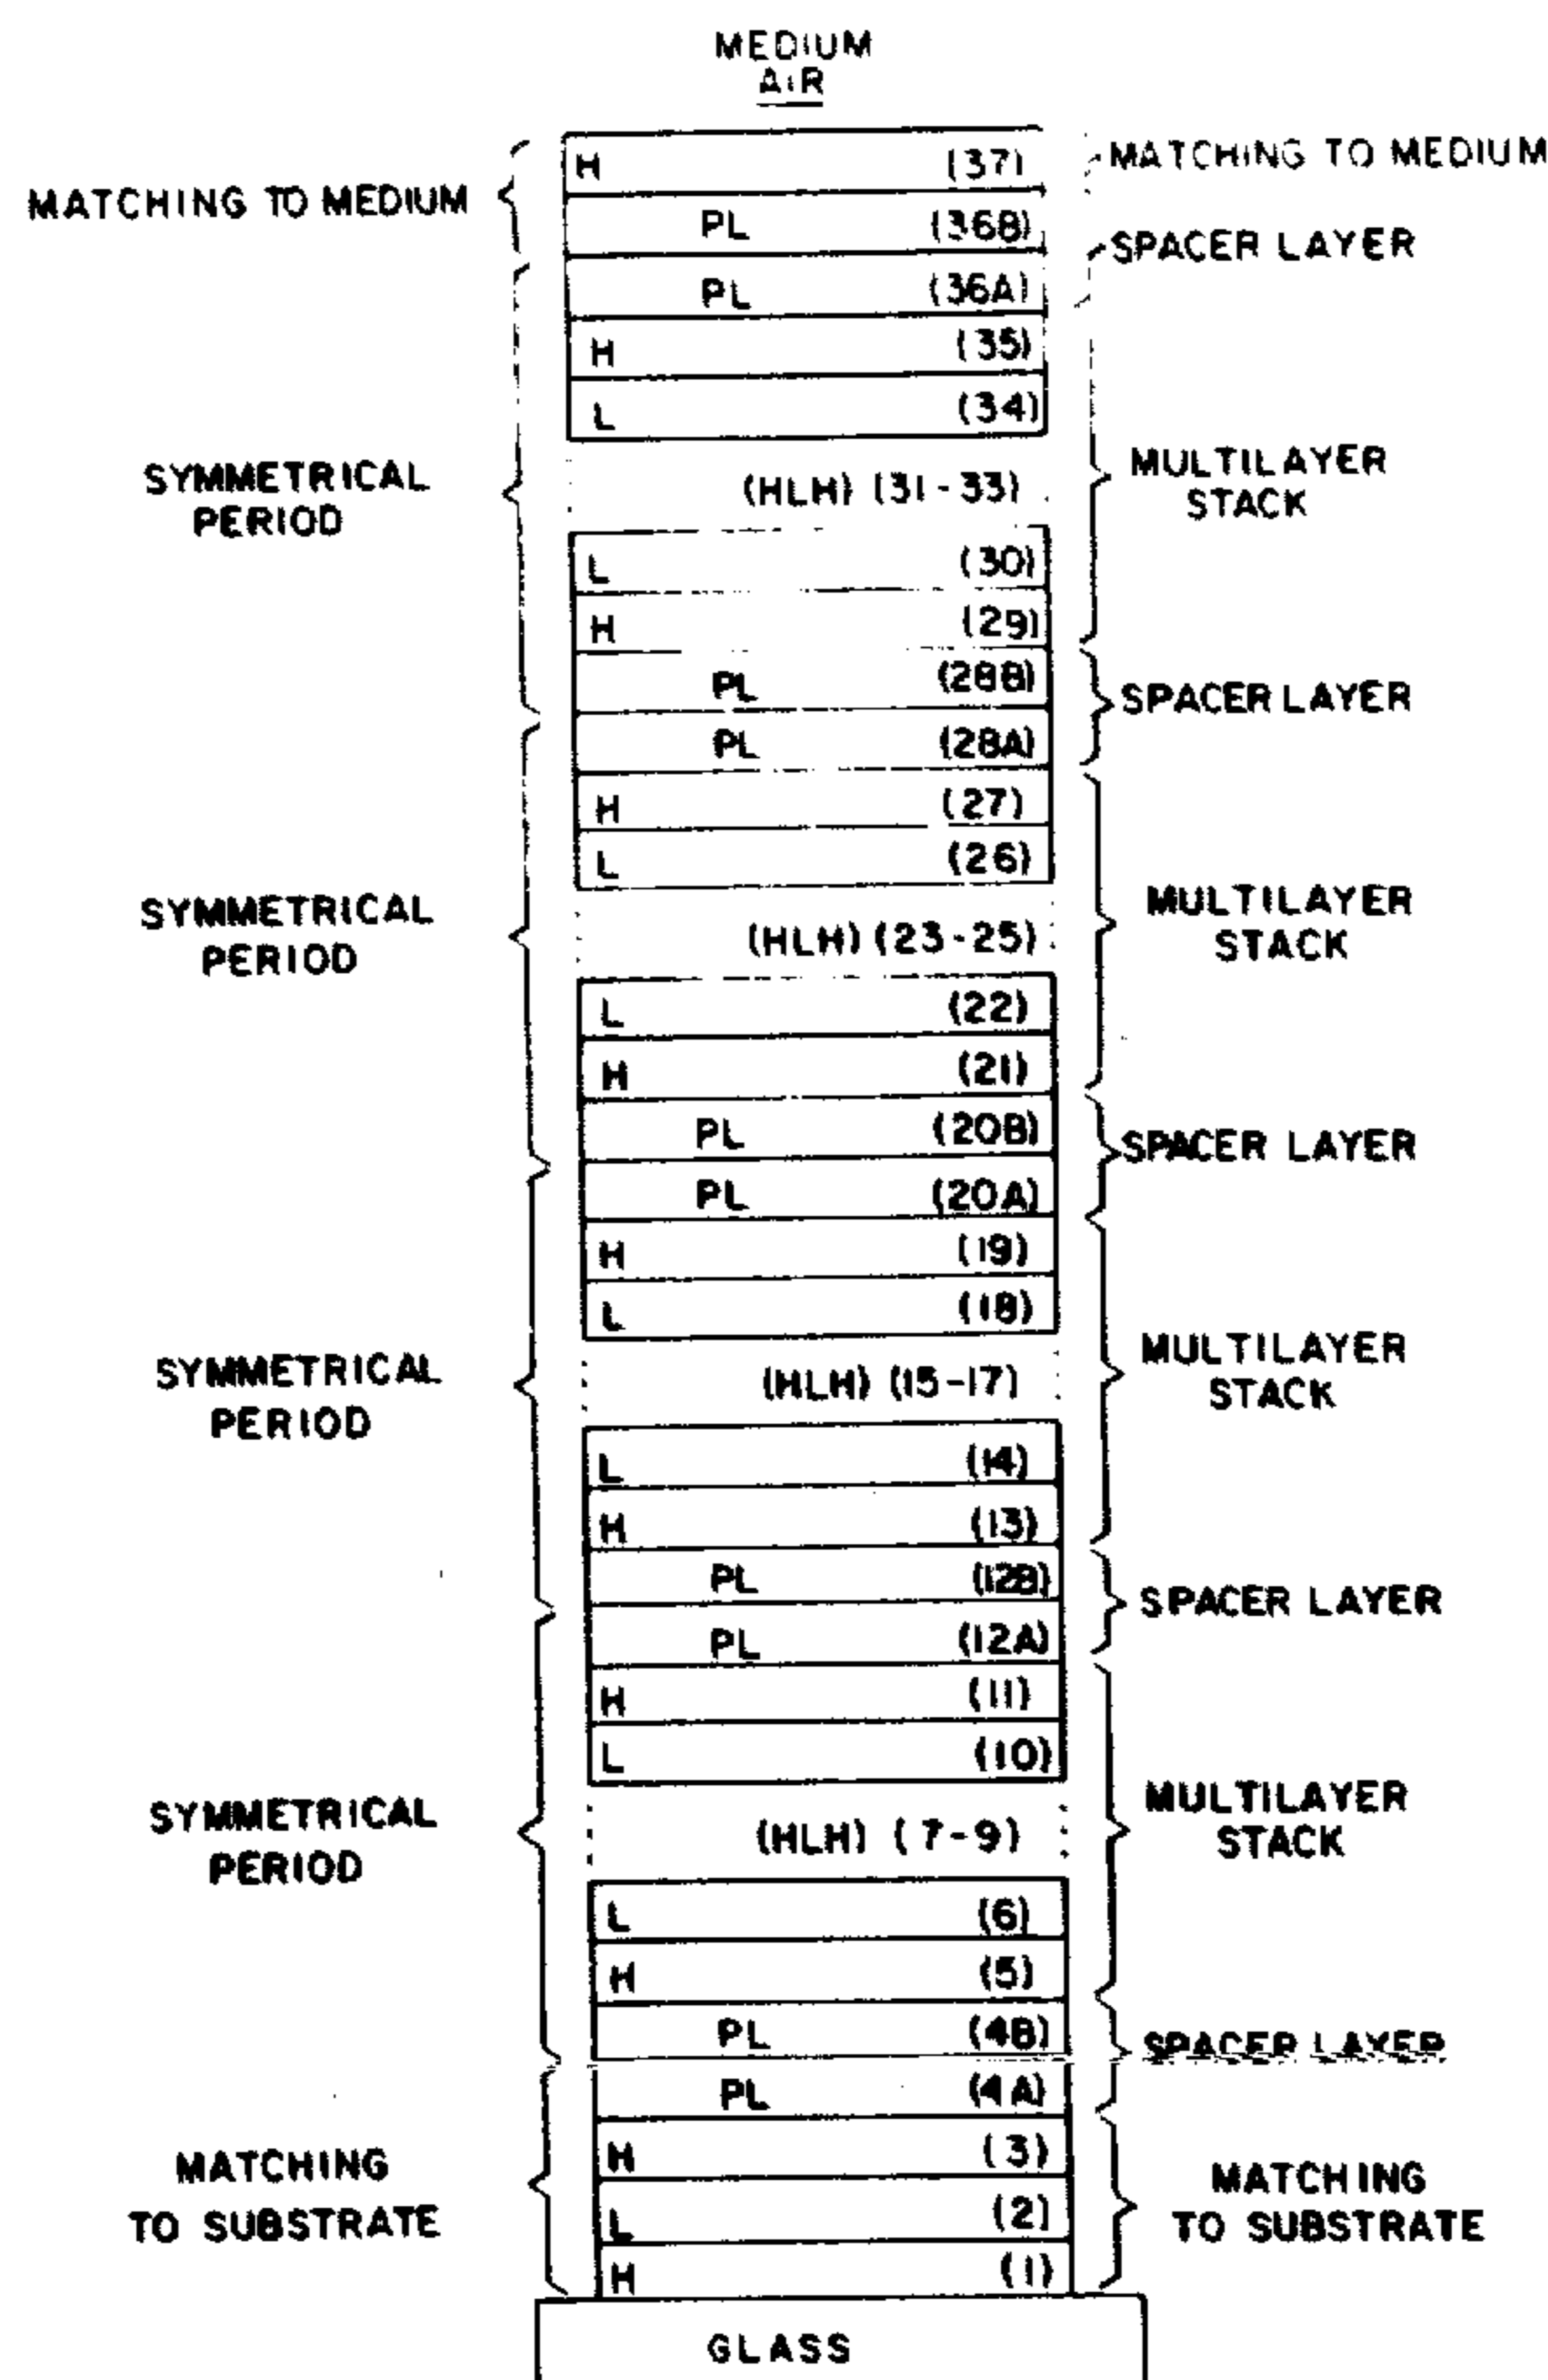 MEDIUM
AIR
H (37)
MATCHING TO MEDIUM
MATCHING TO MEDIUM
PL (36B)
SPACER LAYER
PL (36A)
H (35)
L (34)
SYMMETRICAL
PERIOD
(HLH) (31-33)
MULTILAYER
STACK
L (30)
H (29)
PL (28B)
SPACER LAYER
PL (28A)
H (27)
L (26)
SYMMETRICAL
PERIOD
(HLH) (23-25)
MULTILAYER
STACK
L (22)
H (21)
PL (20B)
SPACER LAYER
PL (20A)
H (19)
L (18)
SYMMETRICAL
PERIOD
(HLH) (15-17)
MULTILAYER
STACK
L (14)
H (13)
PL (12B)
SPACER LAYER
PL (12A)
H (11)
L (10)
SYMMETRICAL
PERIOD
(HLH) (7-9)
MULTILAYER
STACK
L (6)
H (5)
PL (4B)
SPACER LAYER
PL (4A)
H (3)
MATCHING
TO SUBSTRATE
L (2)
MATCHING
TO SUBSTRATE
H (1)
GLASS